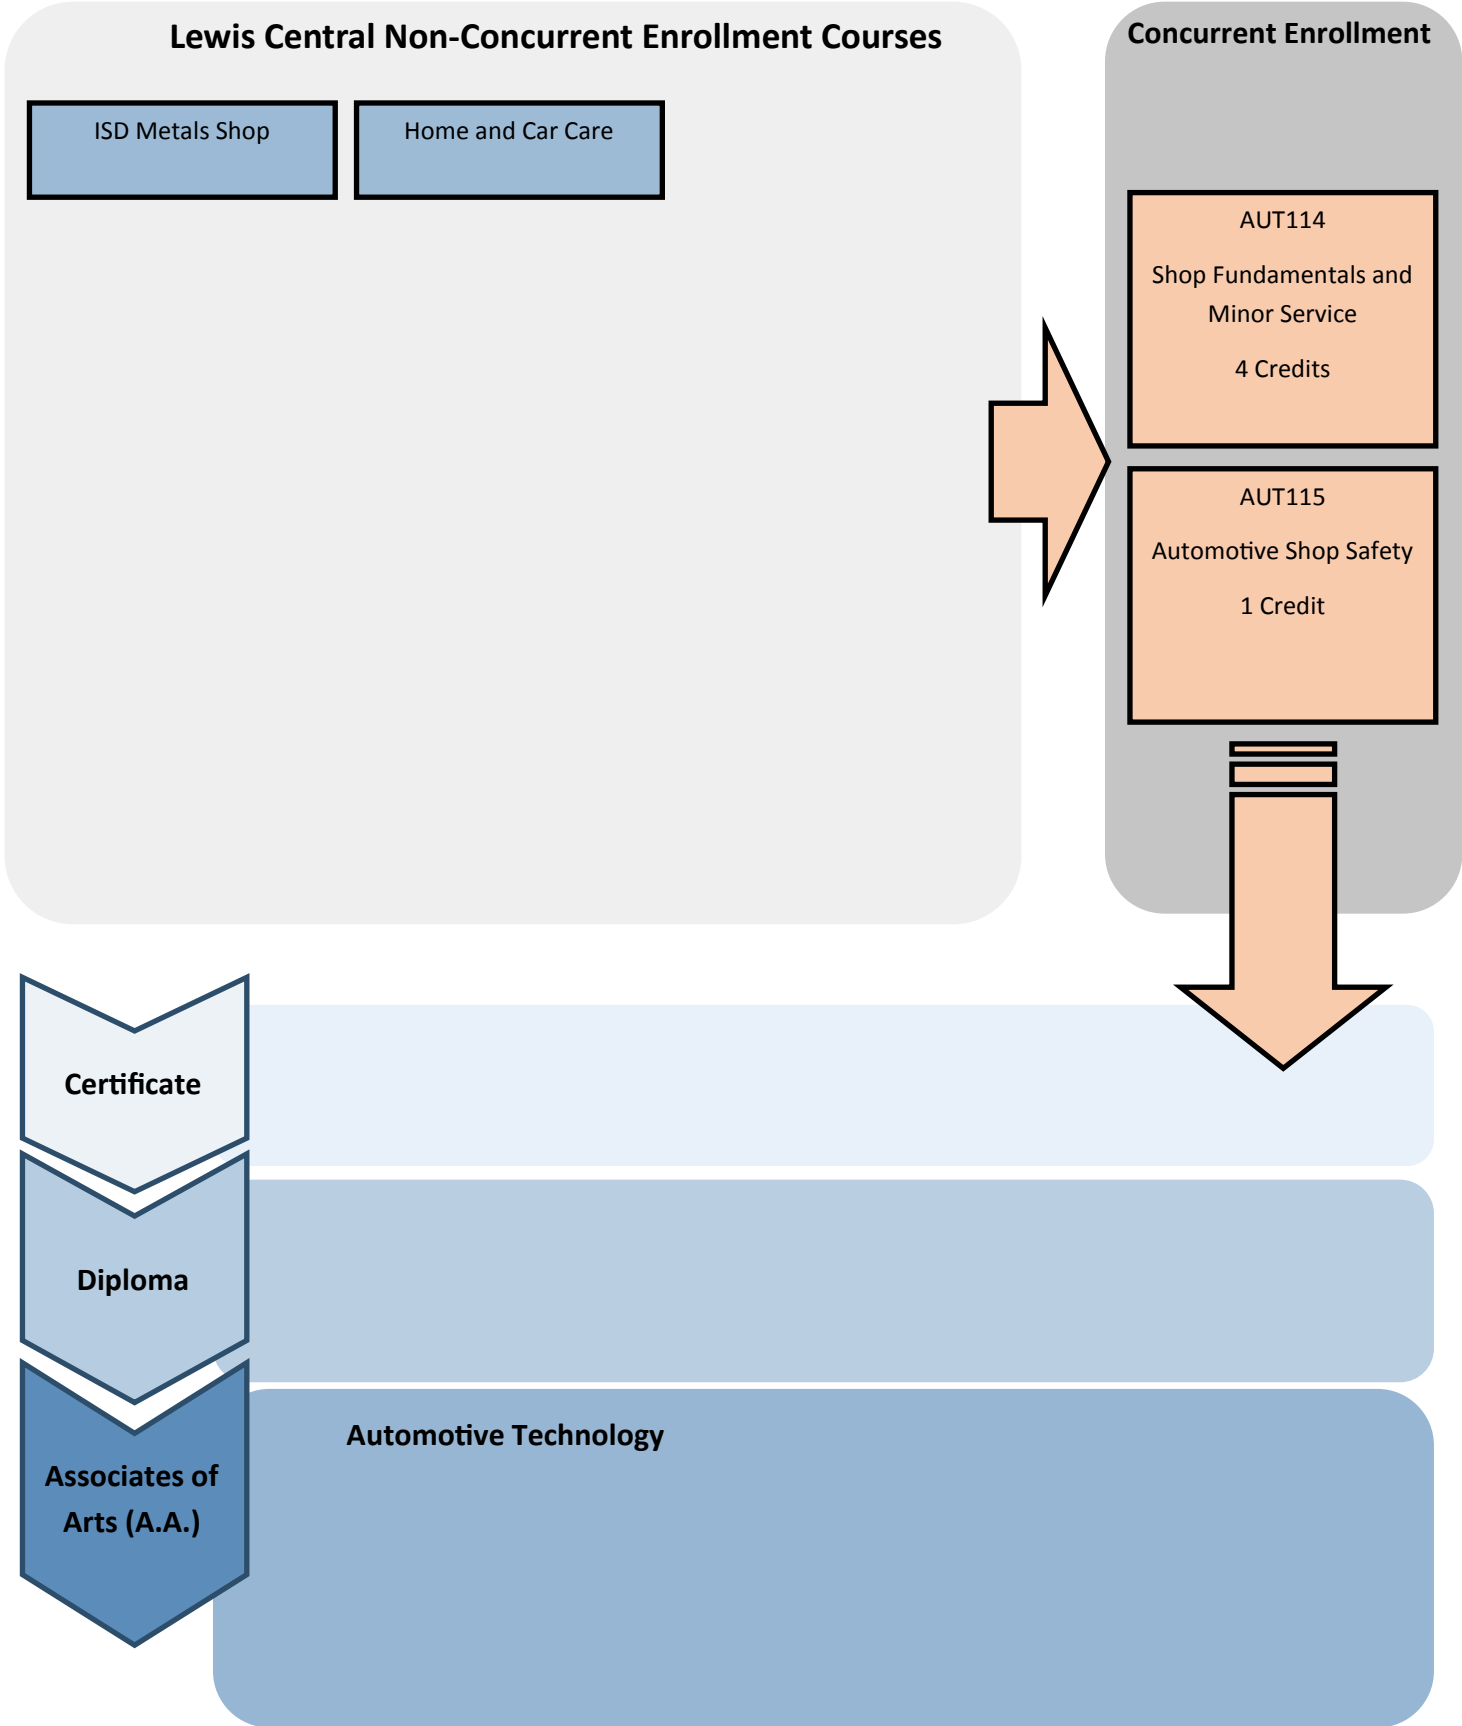 Lewis Central Non-Concurrent Enrollment Courses
Concurrent Enrollment
ISD Metals Shop
Home and Car Care
AUT114
Shop Fundamentals and
Minor Service
4 Credits
AUT115
Automotive Shop Safety
1 Credit
Certificate
Diploma
Automotive Technology
Associates of
Arts (A.A.)